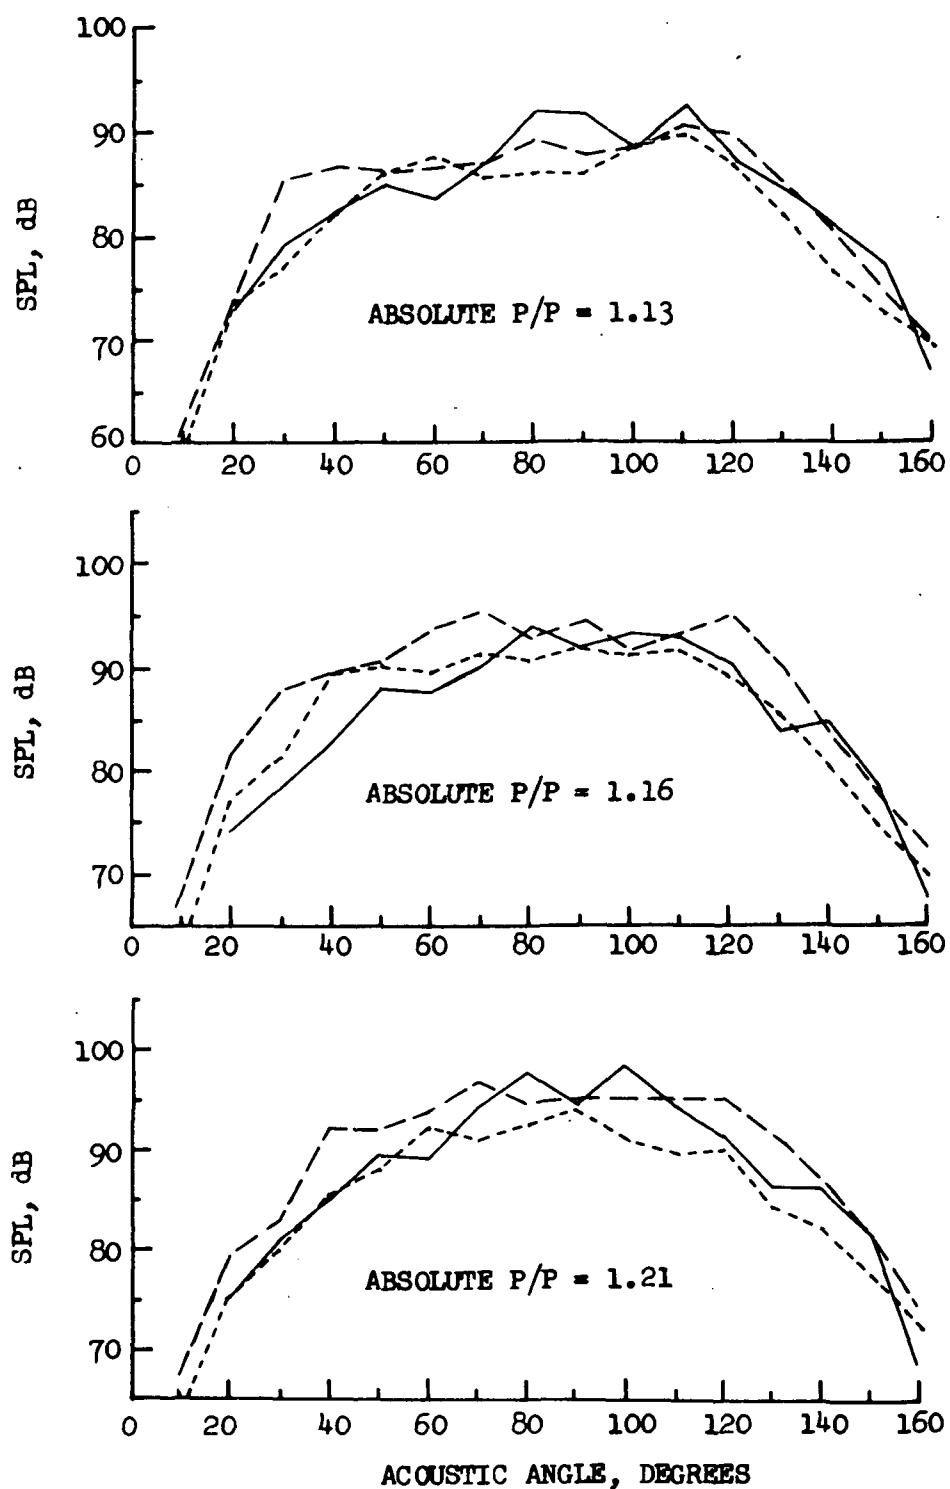 100
90
80
70
60
SPL, dB
ABSOLUTE P/P = 1.13
0 20 40 60 80 100 120 140 160
100
90
80
70
SPL, dB
ABSOLUTE P/P = 1.16
0 20 40 60 80 100 120 140 160
100
90
80
70
SPL, dB
ABSOLUTE P/P = 1.21
0 20 40 60 80 100 120 140 160
ACOUSTIC ANGLE, DEGREES